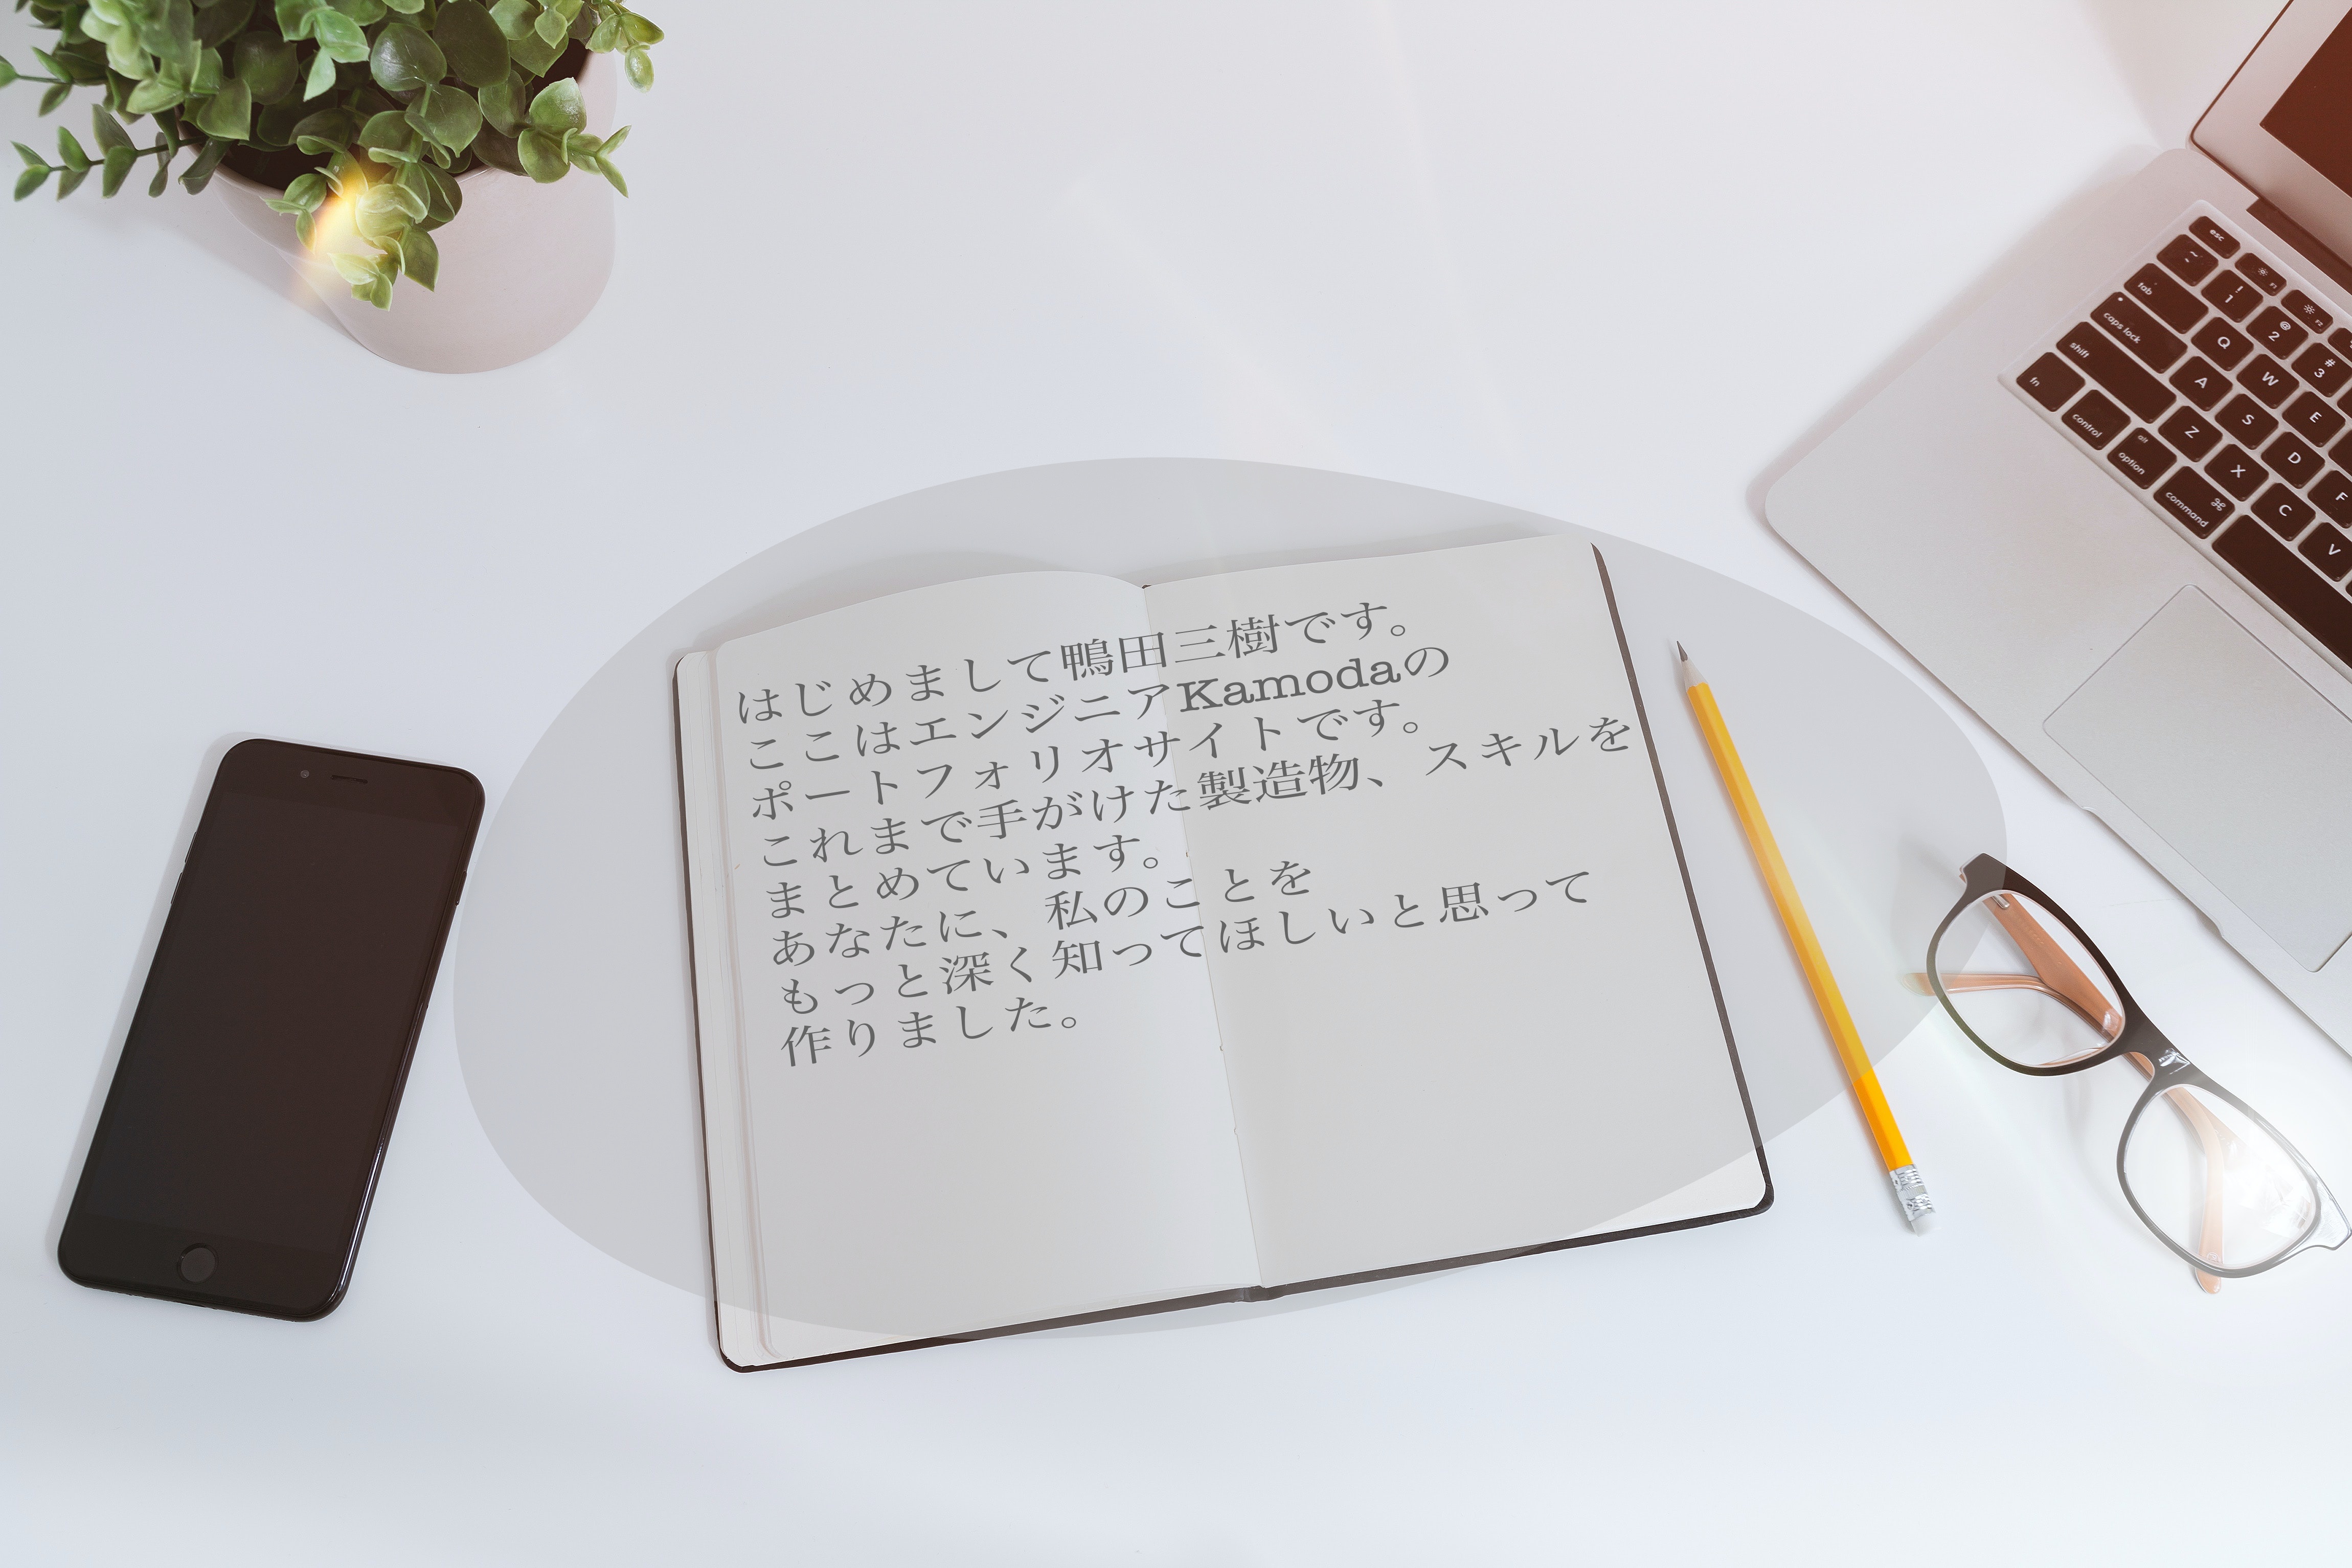 はじめまして鴨田三樹です。
ここはエンジニアKamodaの
ポートフォリオサイトです。
これまで手がけた製造物、スキルを
まとめています。
あなたに、私のことを
もっと深く知ってほしいと思って
作りました。
esc
F1
F2
~
!
1
@
2
#
3
tab
Q
W
E
caps lock
A
S
D
F
shift
Z
X
C
V
fn
control
alt
option
⌘
command